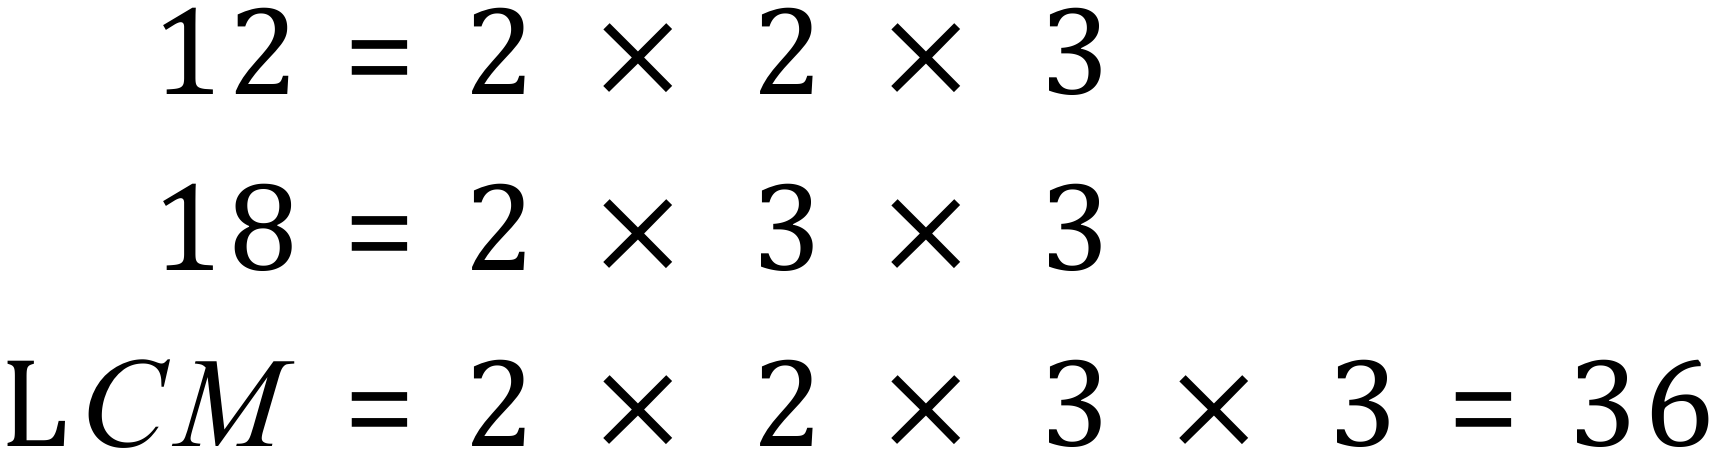 12 = 2 × 2 × 3
18 = 2 × 3 × 3
LCM = 2 × 2 × 3 × 3 = 36